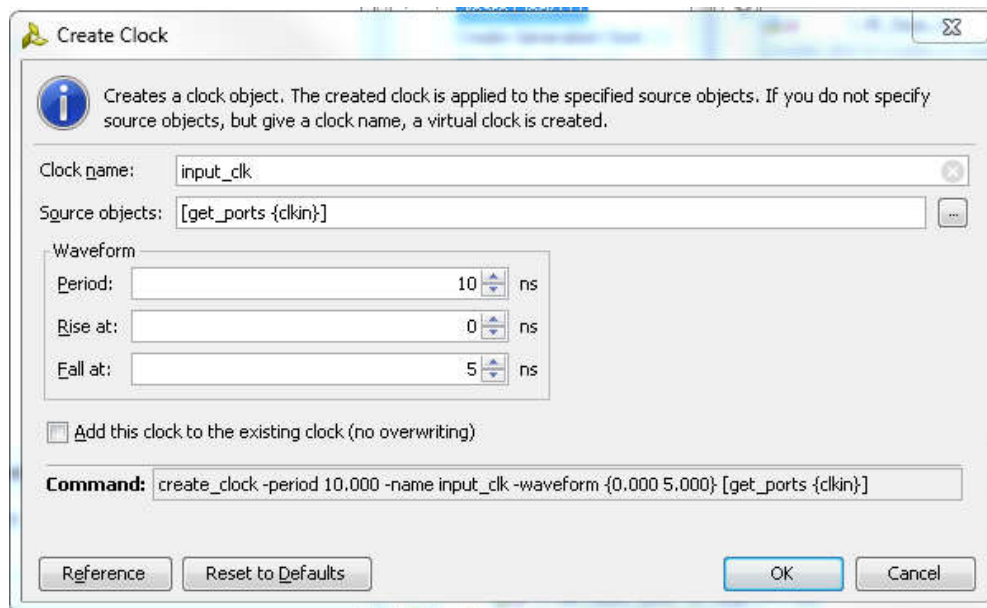 Create Clock
Creates a clock object. The created clock is applied to the specified source objects. If you do not specify
source objects, but give a clock name, a virtual clock is created.
Clock name: input_clk
Source objects: [get_ports {clkin}] ...
Waveform
Period: 10 ns
Rise at: 0 ns
Fall at: 5 ns
Add this clock to the existing clock (no overwriting)
Command: create_clock -period 10.000 -name input_clk -waveform {0.000 5.000} [get_ports {clkin}]
Reference Reset to Defaults OK Cancel